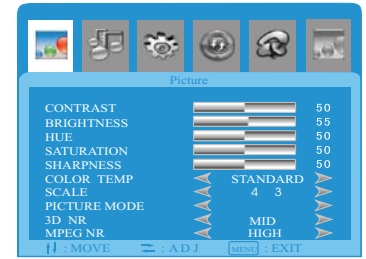 Picture
CONTRAST 50
BRIGHTNESS 55
HUE 50
SATURATION 50
SHARPNESS 50
COLOR TEMP STANDARD
SCALE 4 3
PICTURE MODE
3D NR MID
MPEG NR HIGH
: MOVE : ADJ MENU : EXIT